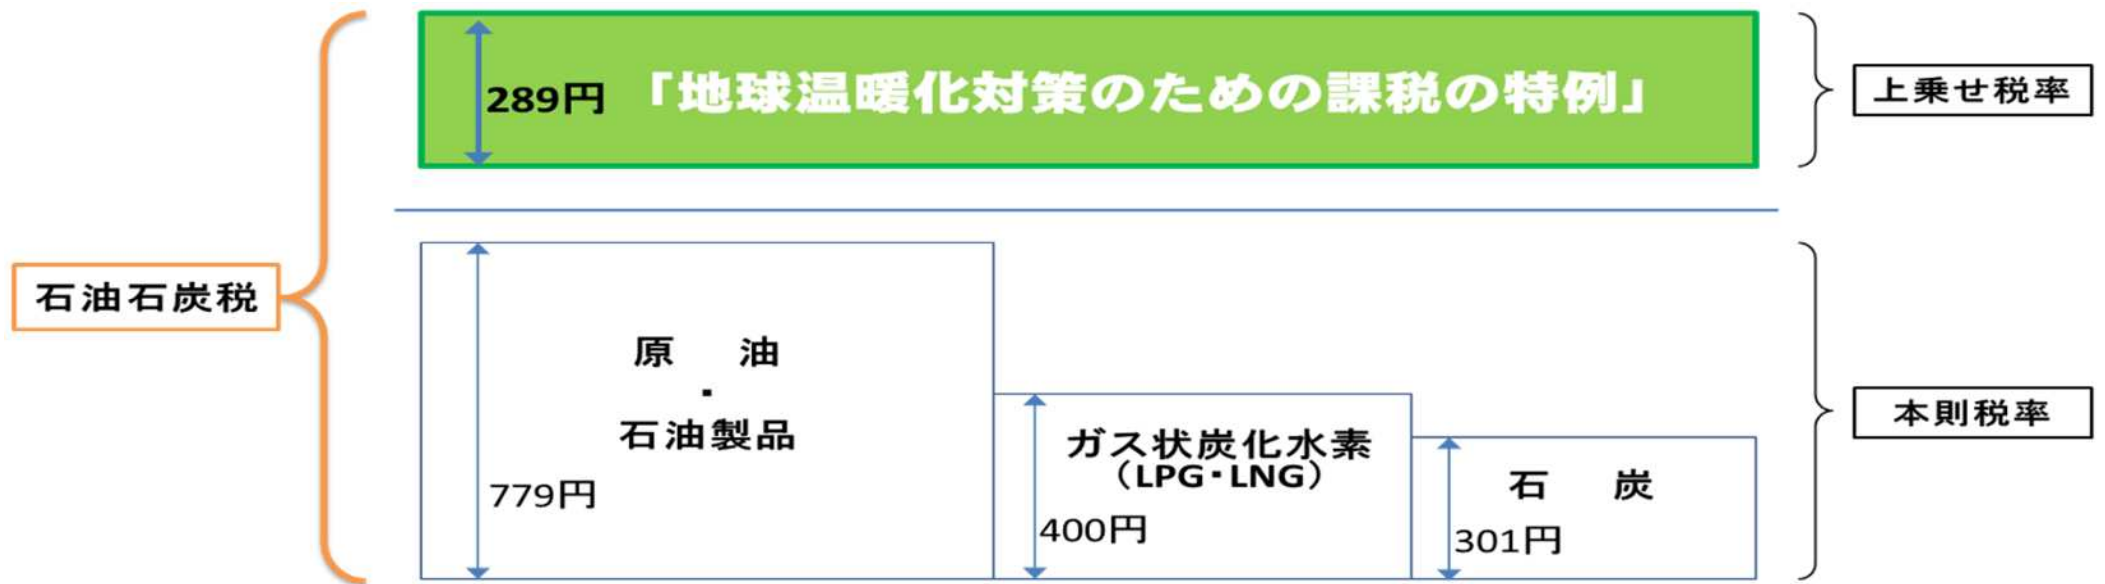 289円 「地球温暖化対策のための課税の特例」
上乗せ税率
石油石炭税
原 油
・
石油製品
779円
ガス状炭化水素
（LPG・LNG）
400円
石 炭
301円
本則税率